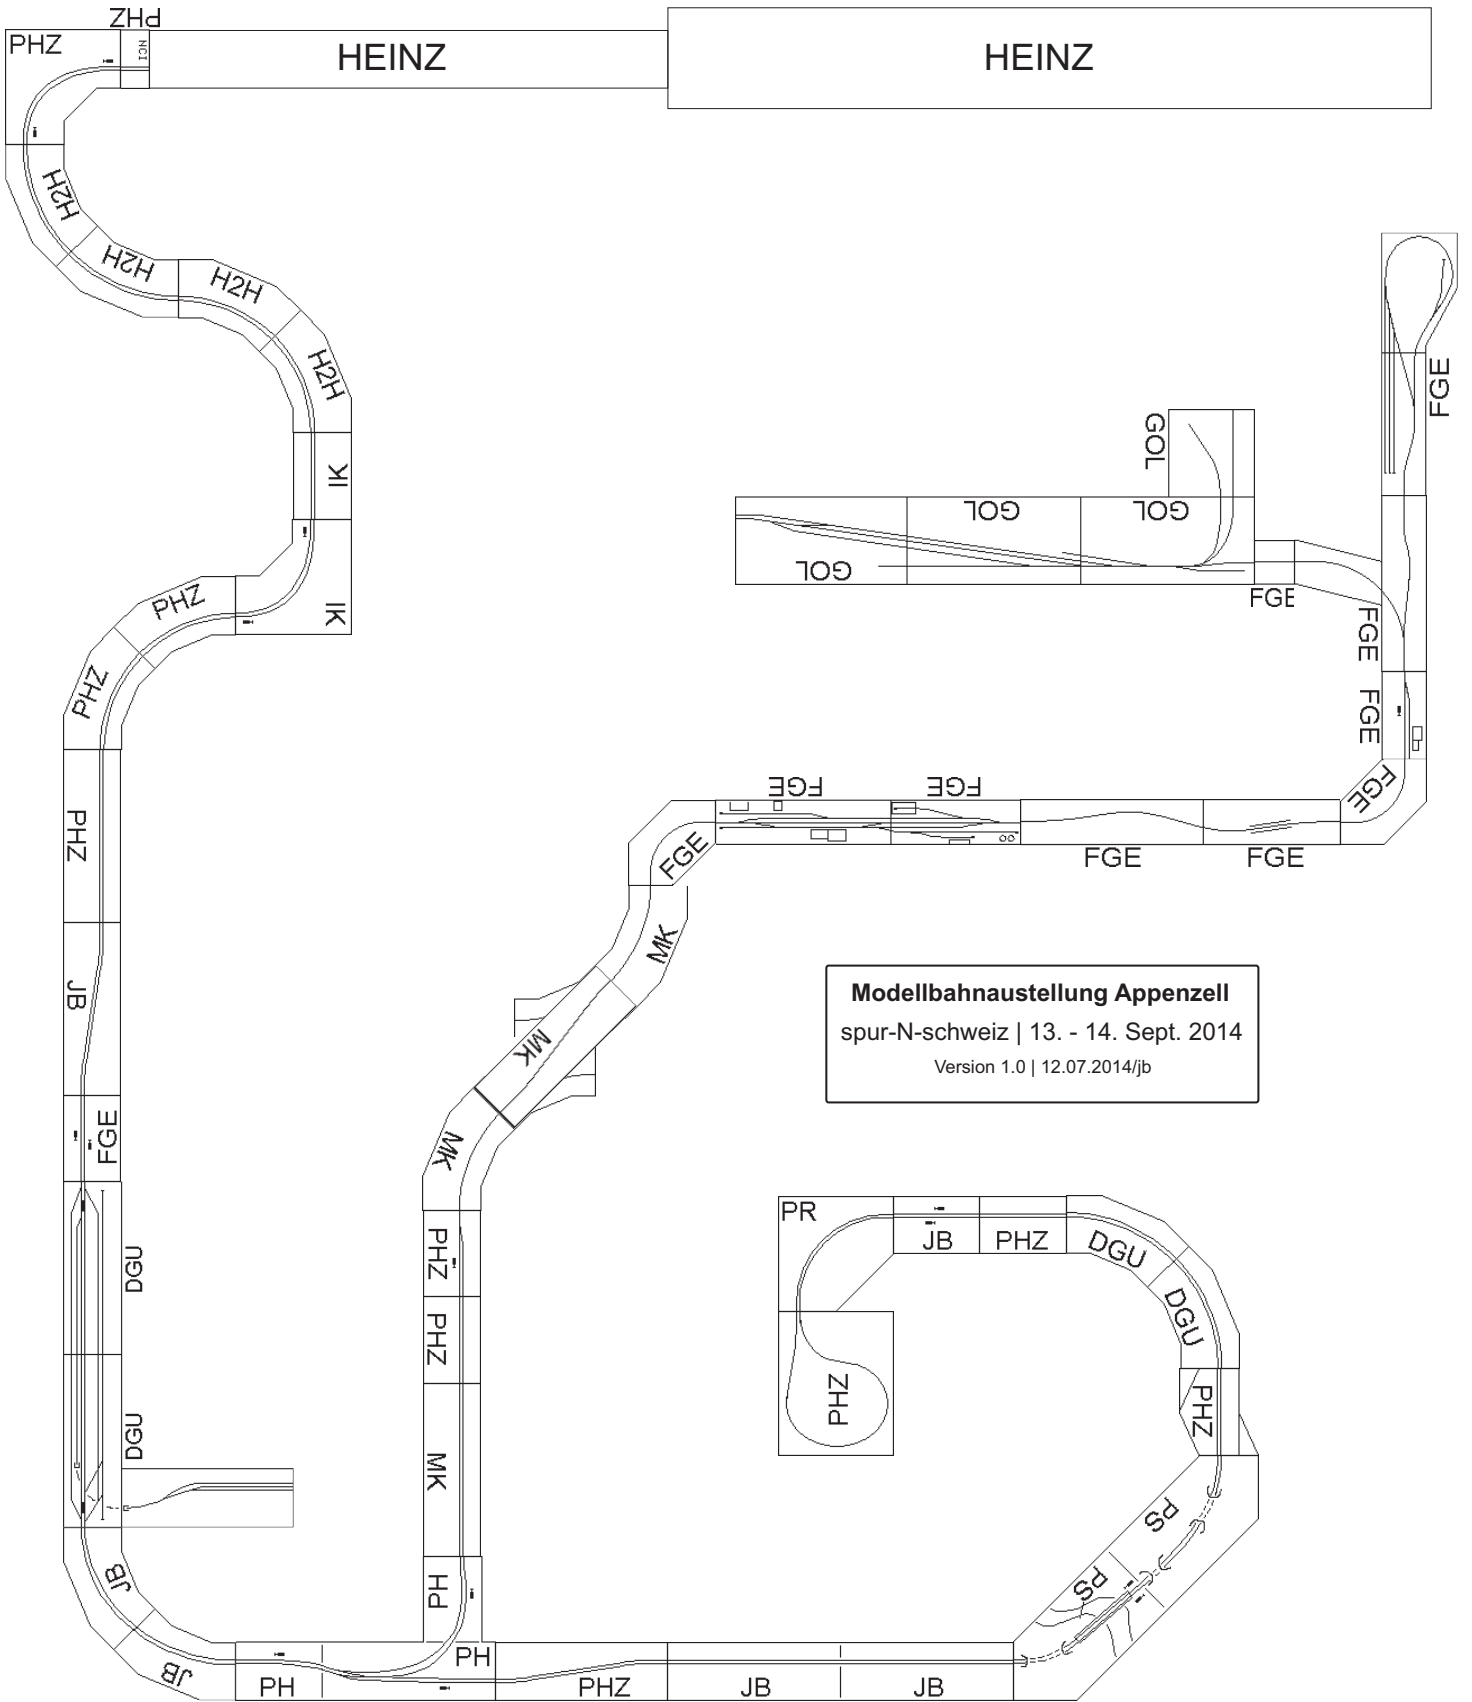 PHZ
PHZ
NCI
HEINZ
HEINZ
H2H
H2H
H2H
H2H
FGE
IK
GOL
GOL
GOL
GOL
FGE
IK
PHZ
FGE
PHZ
FGE
FGE
FGE
FGE
PHZ
FGE
FGE
FGE
MK
JB
Modellbahnaustellung Appenzell
spur-N-schweiz | 13. - 14. Sept. 2014
Version 1.0 | 12.07.2014/jb
MK
FGE
MK
PR
JB
PHZ
DGU
PHZ
DGU
DGU
PHZ
PHZ
PHZ
DGU
MK
PS
JB
PH
PS
PH
JB
PH
PHZ
JB
JB